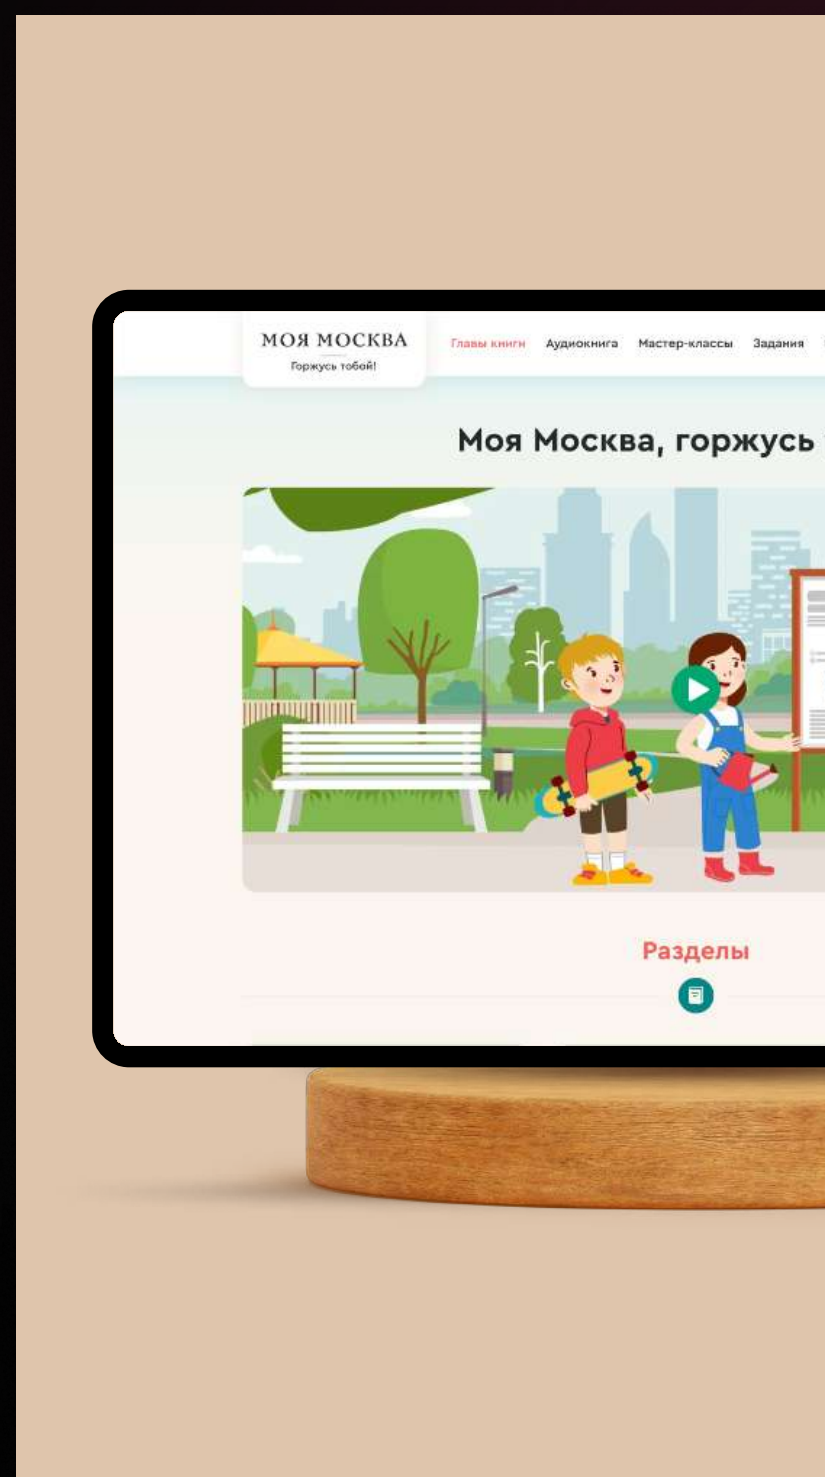 МОЯ МОСКВА
Горжусь тобой!
Главы книги Аудиокнига Мастер-классы Задания
Моя Москва, горжусь
Разделы